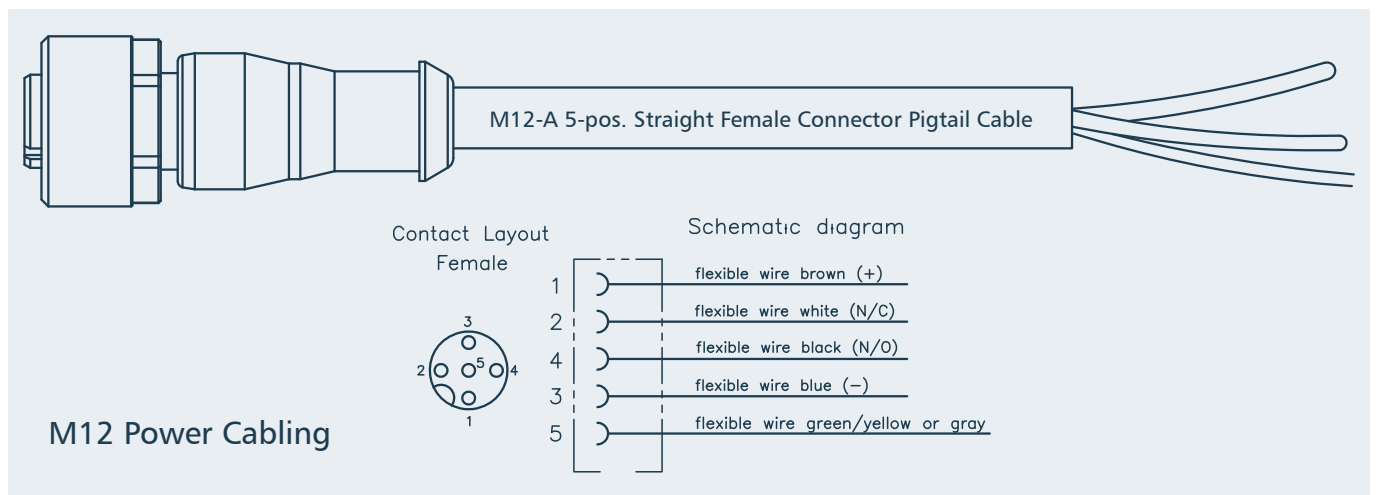 M12-A 5-pos. Straight Female Connector Pigtail Cable
Contact Layout
Female
3
2 5 4
1
M12 Power Cabling
Schematic diagram
1 flexible wire brown (+)
2 flexible wire white (N/C)
4 flexible wire black (N/O)
3 flexible wire blue (−)
5 flexible wire green/yellow or gray